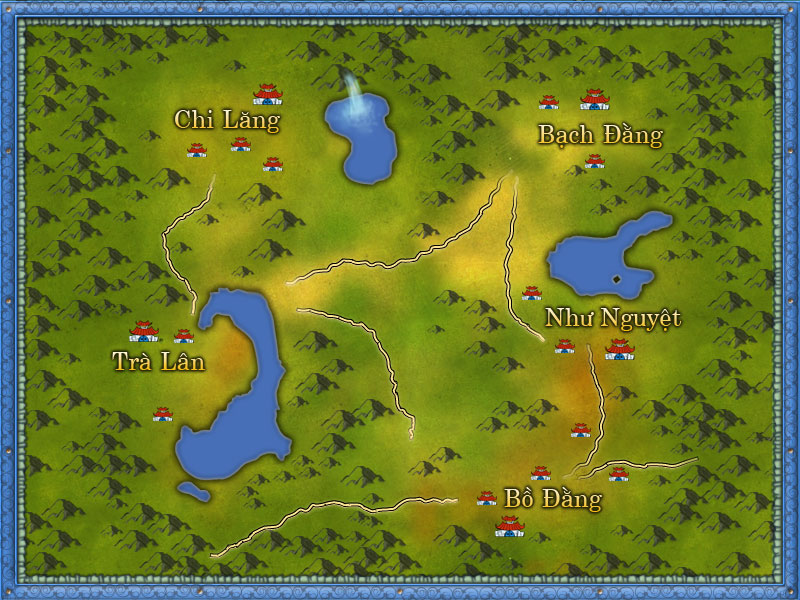 Chi Lăng
Bạch Đằng
Như Nguyệt
Trà Lân
Bồ Đằng